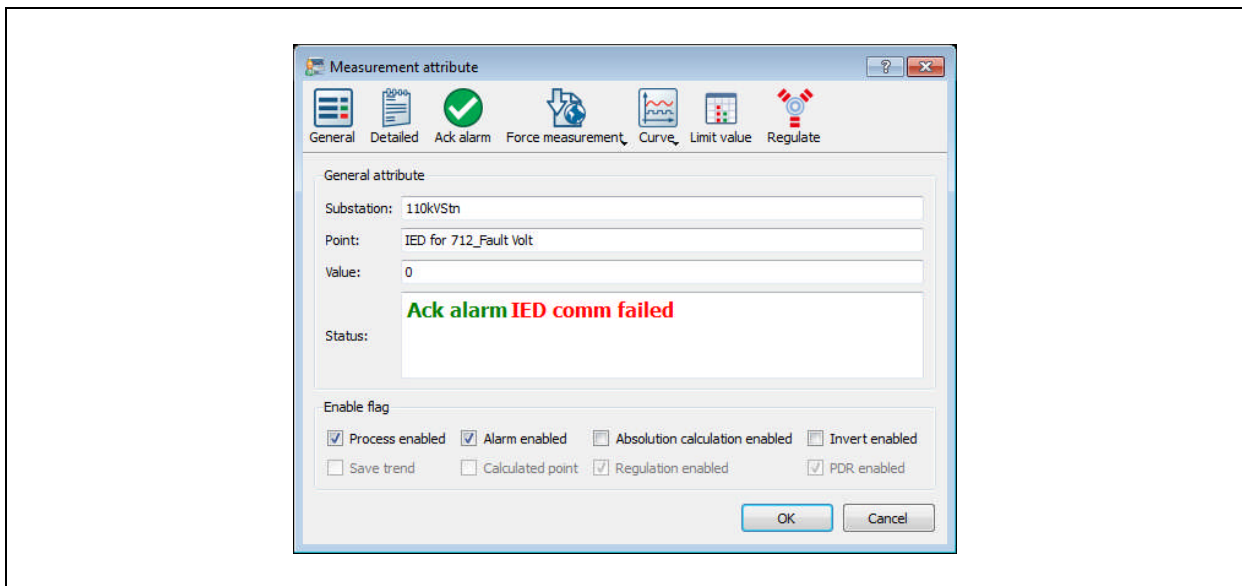 Measurement attribute
General Detailed Ack alarm Force measurement Curve Limit value Regulate
General attribute
Substation: 110kVStn
Point: IED for 712_Fault Volt
Value: 0
Status: Ack alarm IED comm failed
Enable flag
Process enabled Alarm enabled Absolution calculation enabled Invert enabled
Save trend Calculated point Regulation enabled PDR enabled
OK Cancel